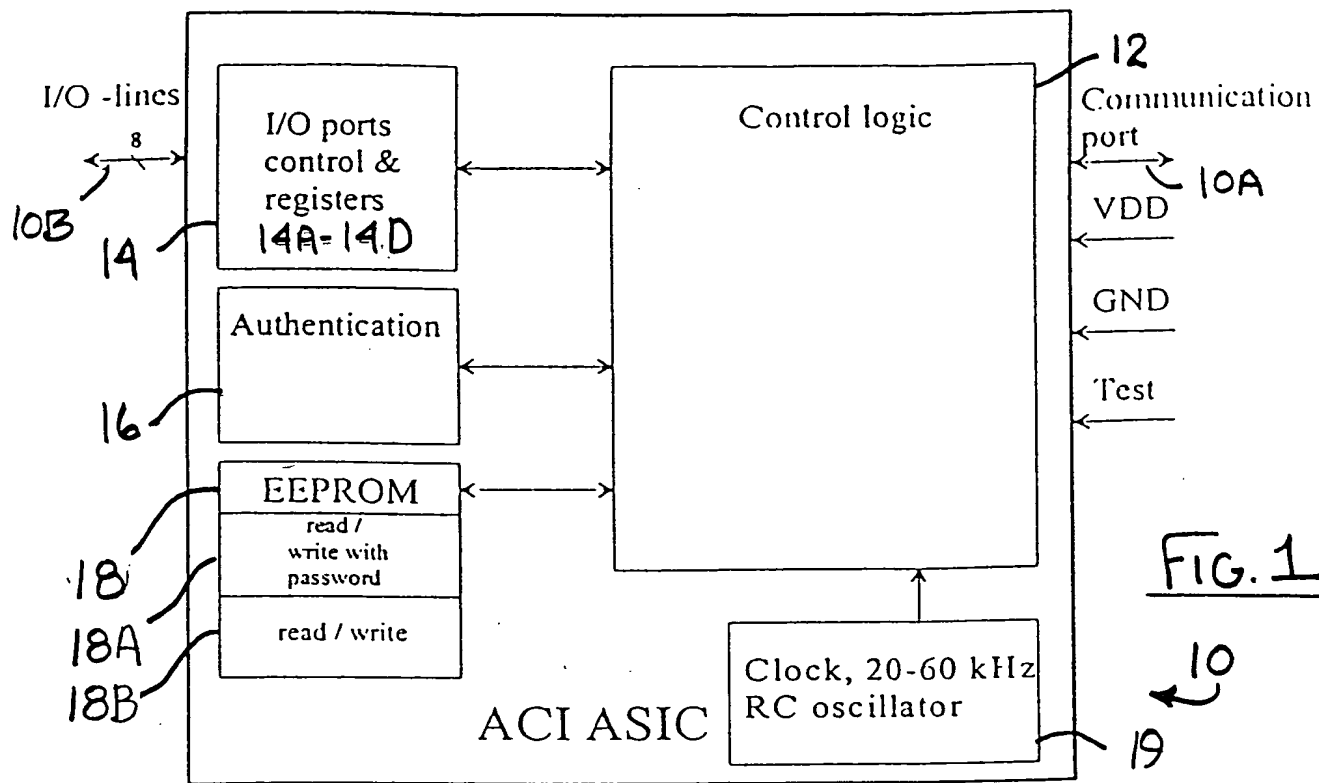 I/O -lines
8
10B
14
I/O ports
control &
registers
14A-14D
Authentication
16
EEPROM
read /
write with
password
read / write
18
18A
18B
Control logic
12
Communication
port
10A
VDD
GND
Test
Clock, 20-60 kHz
RC oscillator
19
ACI ASIC
FIG. 1
10